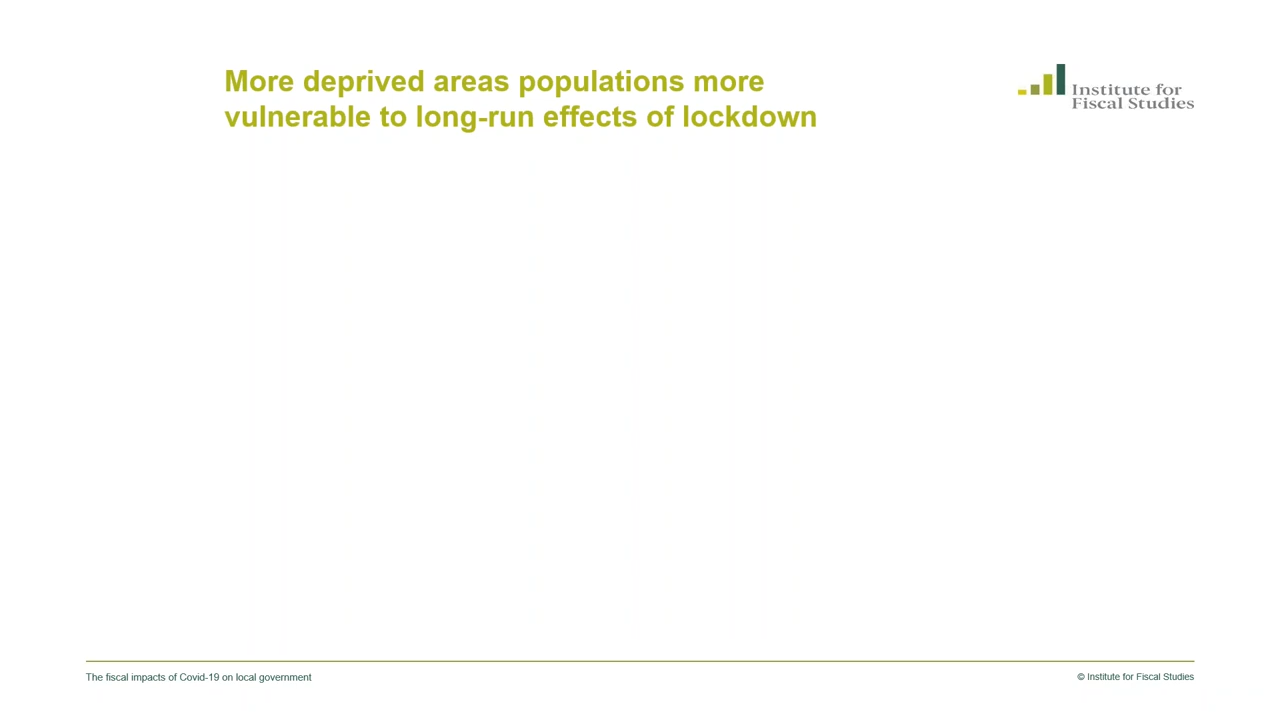 More deprived areas populations more
vulnerable to long-run effects of lockdown
Institute for
Fiscal Studies
The fiscal impacts of Covid-19 on local government
© Institute for Fiscal Studies